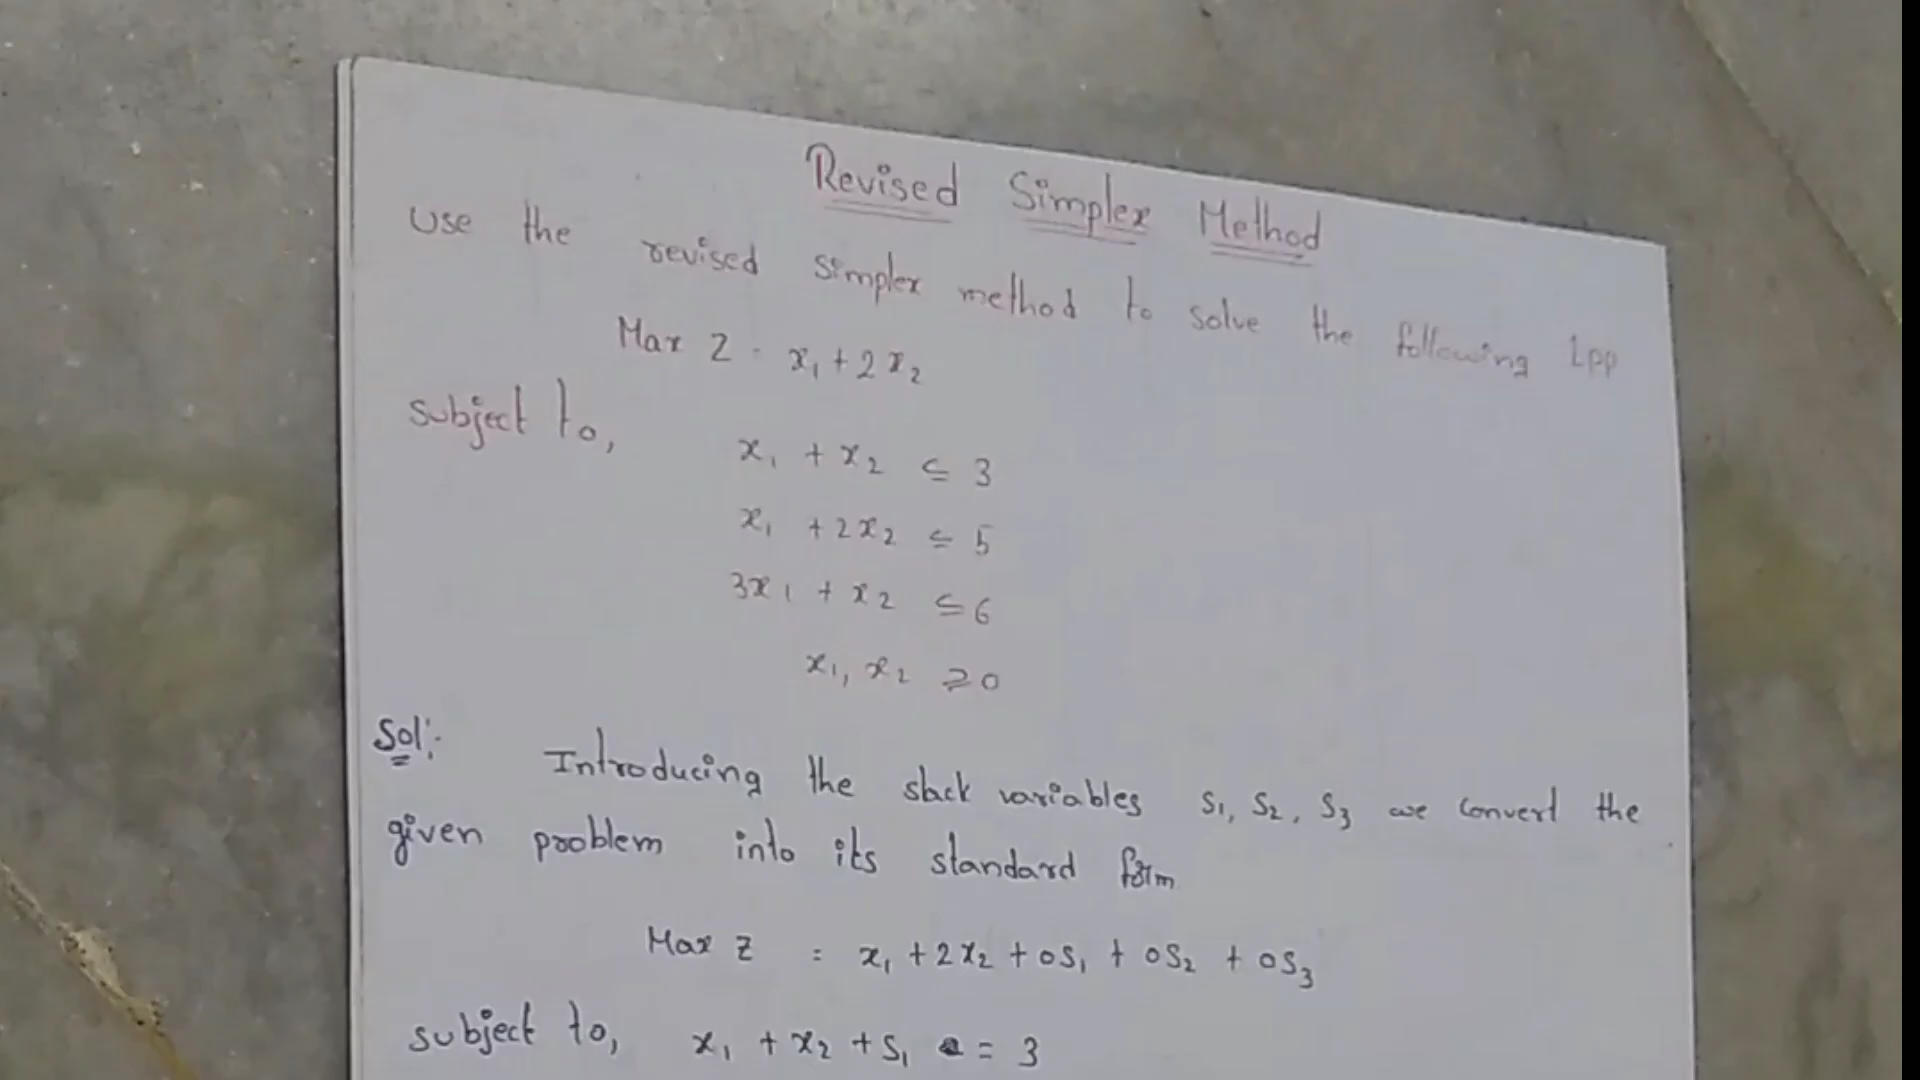 Revised Simplex Method
Use the revised simplex method to solve the following Lpp
Max Z = x₁ + 2x₂
subject to,
x₁ + x₂ ≤ 3
x₁ + 2x₂ ≤ 5
3x₁ + x₂ ≤ 6
x₁, x₂ ≥ 0
Sol:-
Introducing the slack variables S₁, S₂, S₃ we convert the
given problem into its standard form
Max Z = x₁ + 2x₂ + 0S₁ + 0S₂ + 0S₃
subject to, x₁ + x₂ + S₁ = 3